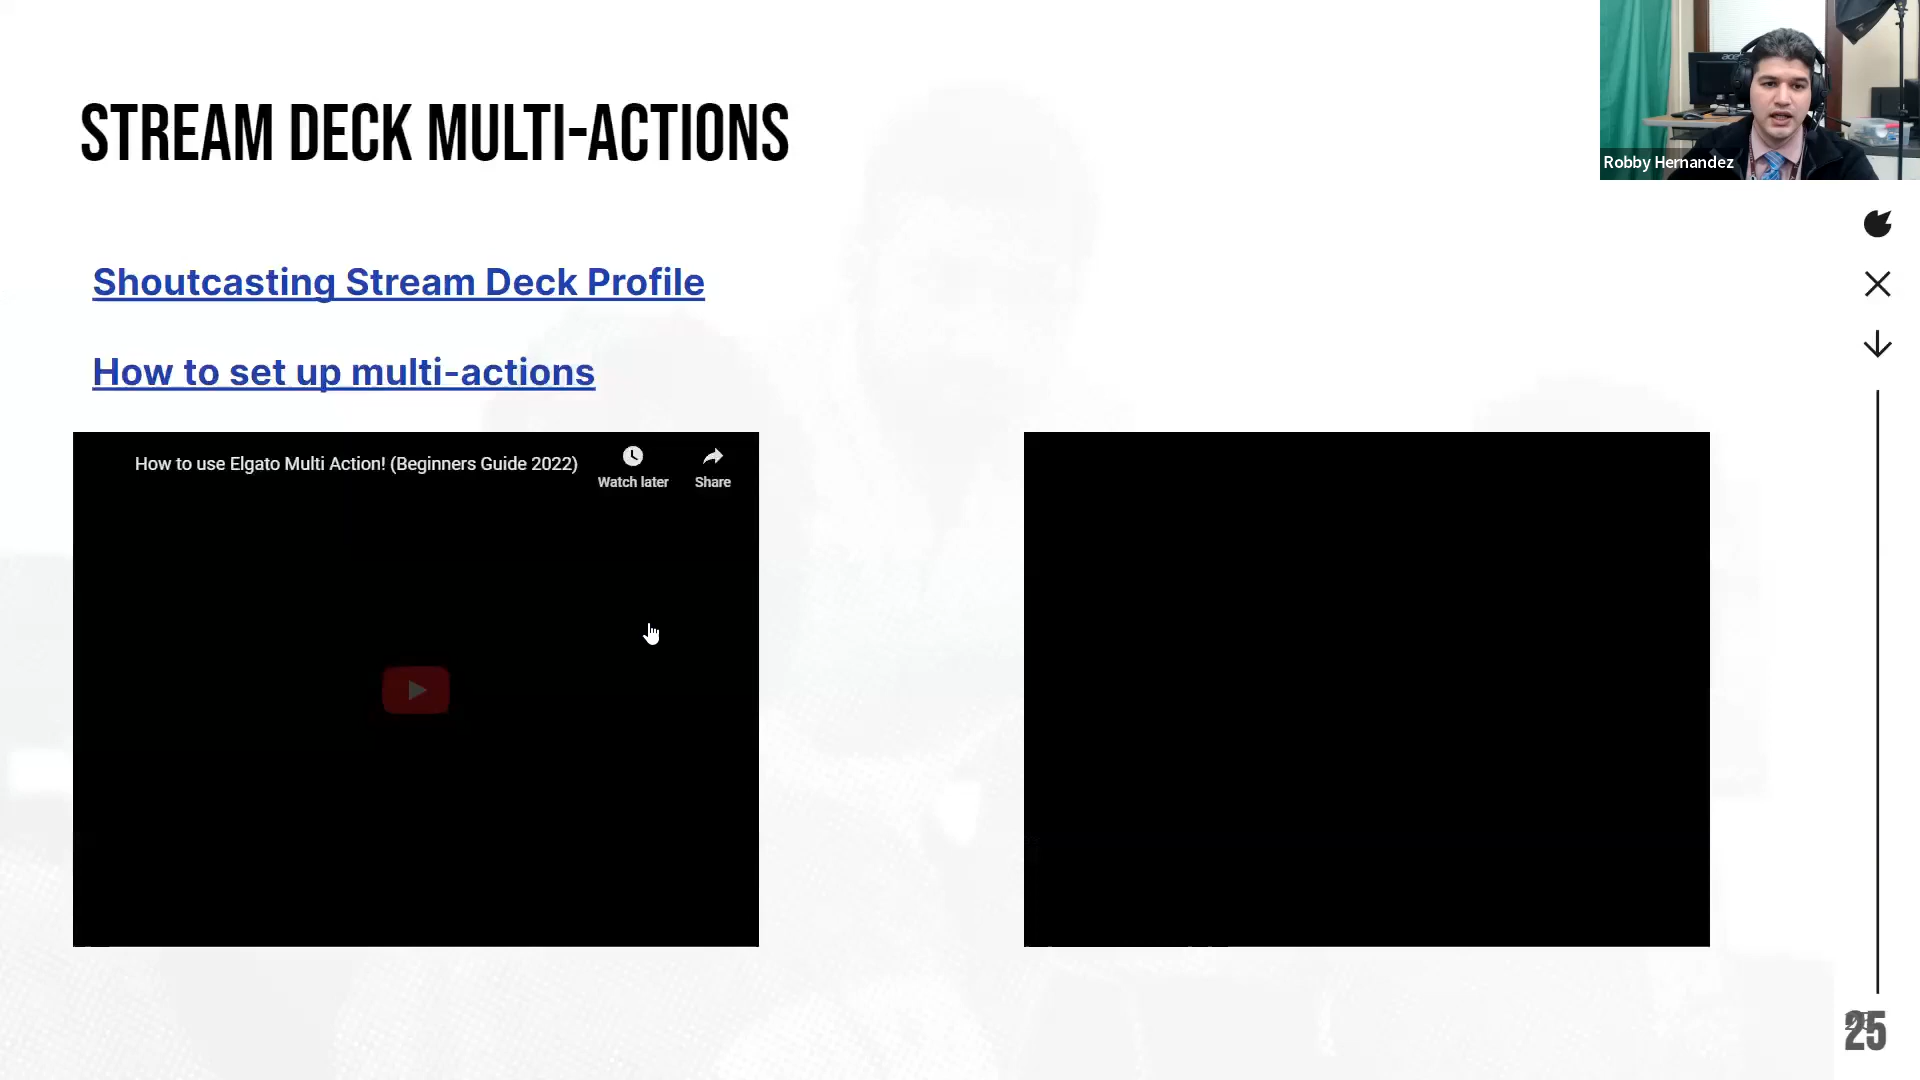 STREAM DECK MULTI-ACTIONS
Robby Hernandez
Shoutcasting Stream Deck Profile
How to set up multi-actions
How to use Elgato Multi Action! (Beginners Guide 2022)
Watch later
Share
25